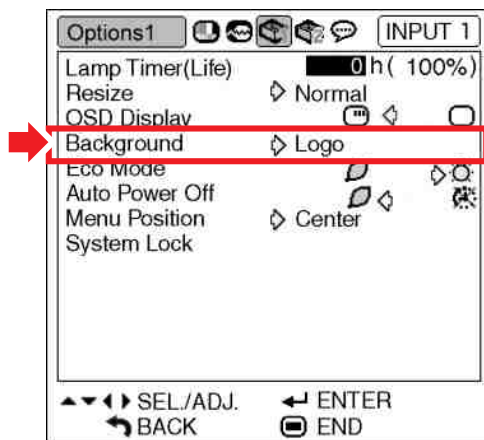 Options1 INPUT 1
Lamp Timer(Life) 0 h ( 100%)
Resize Normal
OSD Display
Background Logo
Eco Mode
Auto Power Off
Menu Position Center
System Lock
SEL./ADJ. ENTER
BACK END